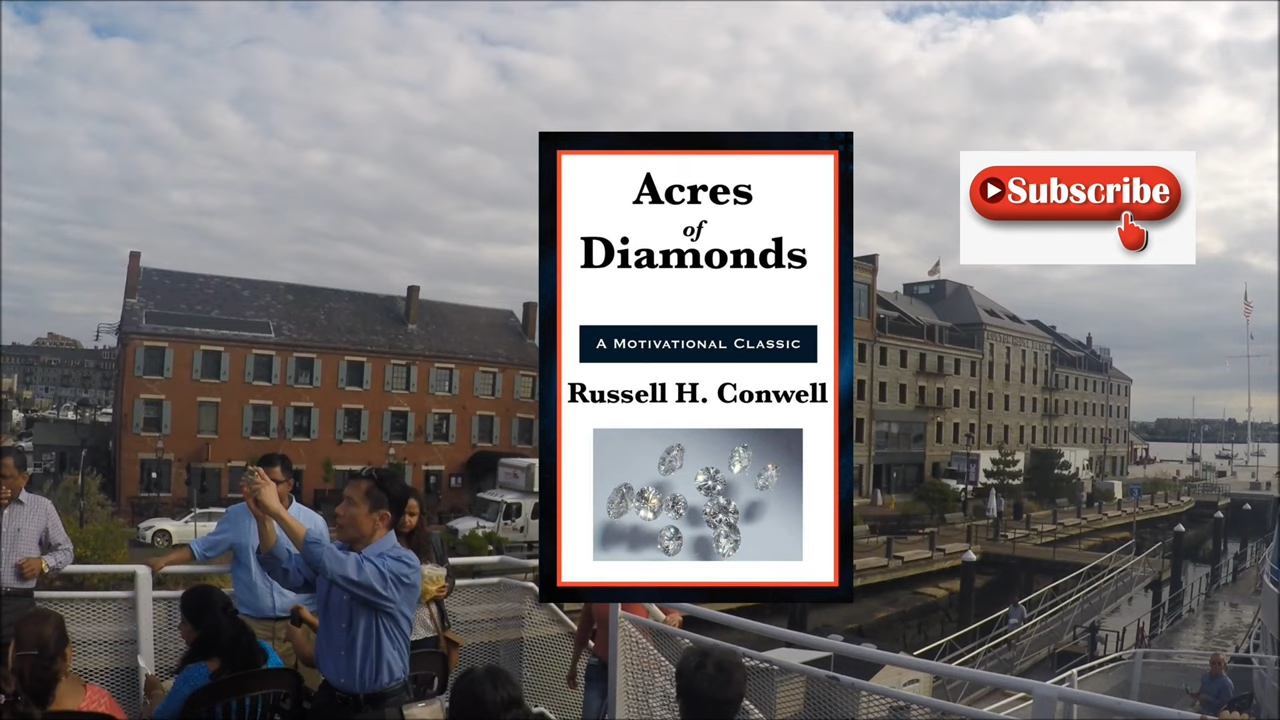 Acres
of
Diamonds
A Motivational Classic
Russell H. Conwell
Subscribe